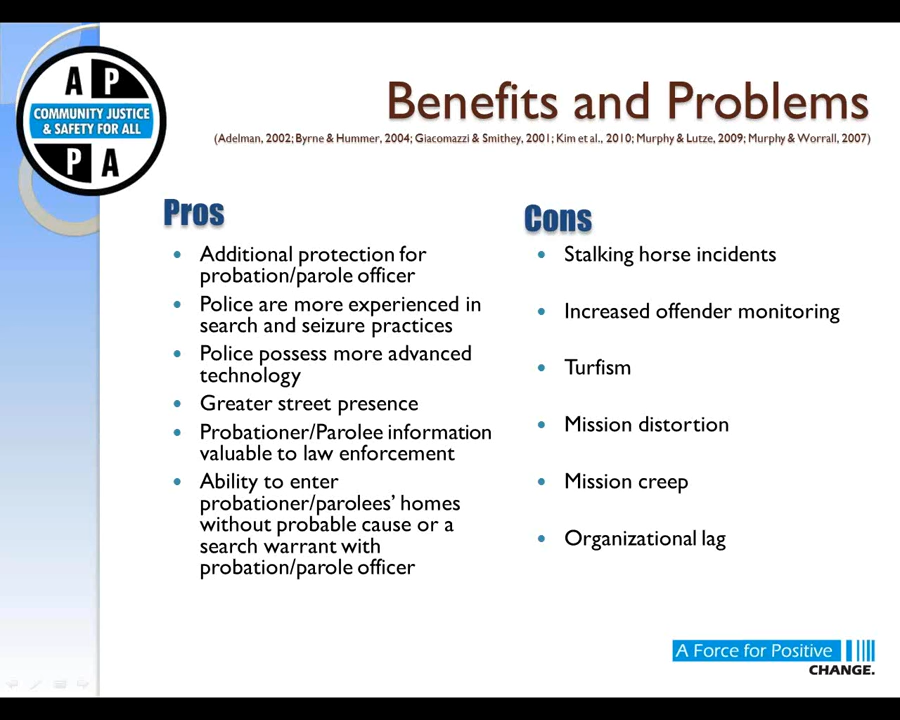 A P
COMMUNITY JUSTICE
& SAFETY FOR ALL
P A
Benefits and Problems
(Adelman, 2002; Byrne & Hummer, 2004; Giacomazzi & Smithey, 2001; Kim et al., 2010; Murphy & Lutze, 2009; Murphy & Worrall, 2007)
Pros
• Additional protection for
probation/parole officer
• Police are more experienced in
search and seizure practices
• Police possess more advanced
technology
• Greater street presence
• Probationer/Parolee information
valuable to law enforcement
• Ability to enter
probationer/parolees' homes
without probable cause or a
search warrant with
probation/parole officer
Cons
• Stalking horse incidents
• Increased offender monitoring
• Turfism
• Mission distortion
• Mission creep
• Organizational lag
A Force for Positive
CHANGE.